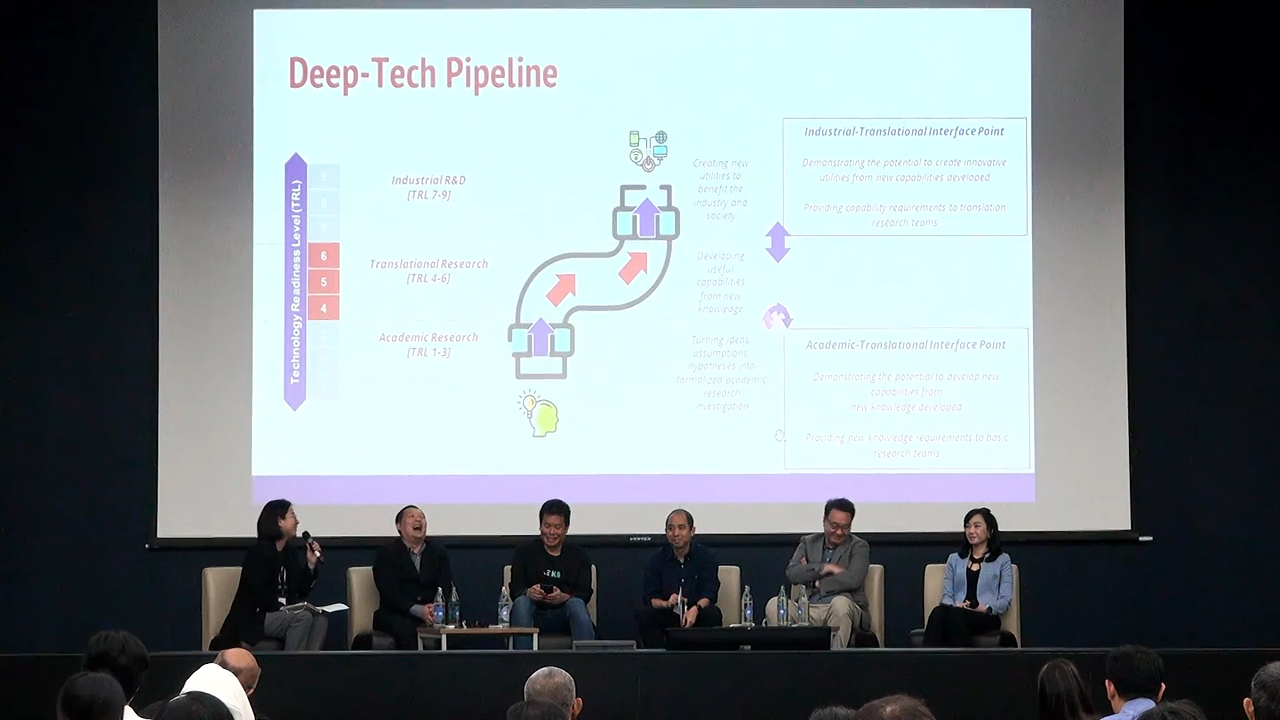 Deep-Tech Pipeline
Technology Readiness Level (TRL)
6
5
4
Industrial R&D
[TRL 7-9]
Translational Research
[TRL 4-6]
Academic Research
[TRL 1-3]
Creating new
utilities to
benefit the
industry and
society
Developing
useful
capabilities
from new
knowledge
Turning ideas
assumptions,
hypotheses into
formalized academic
research
investigation
Industrial-Translational Interface Point
Demonstrating the potential to create innovative
utilities from new capabilities developed
Providing capability requirements to translation
research teams
Academic-Translational Interface Point
Demonstrating the potential to develop new
capabilities from
new knowledge developed
Providing new knowledge requirements to basic
research teams